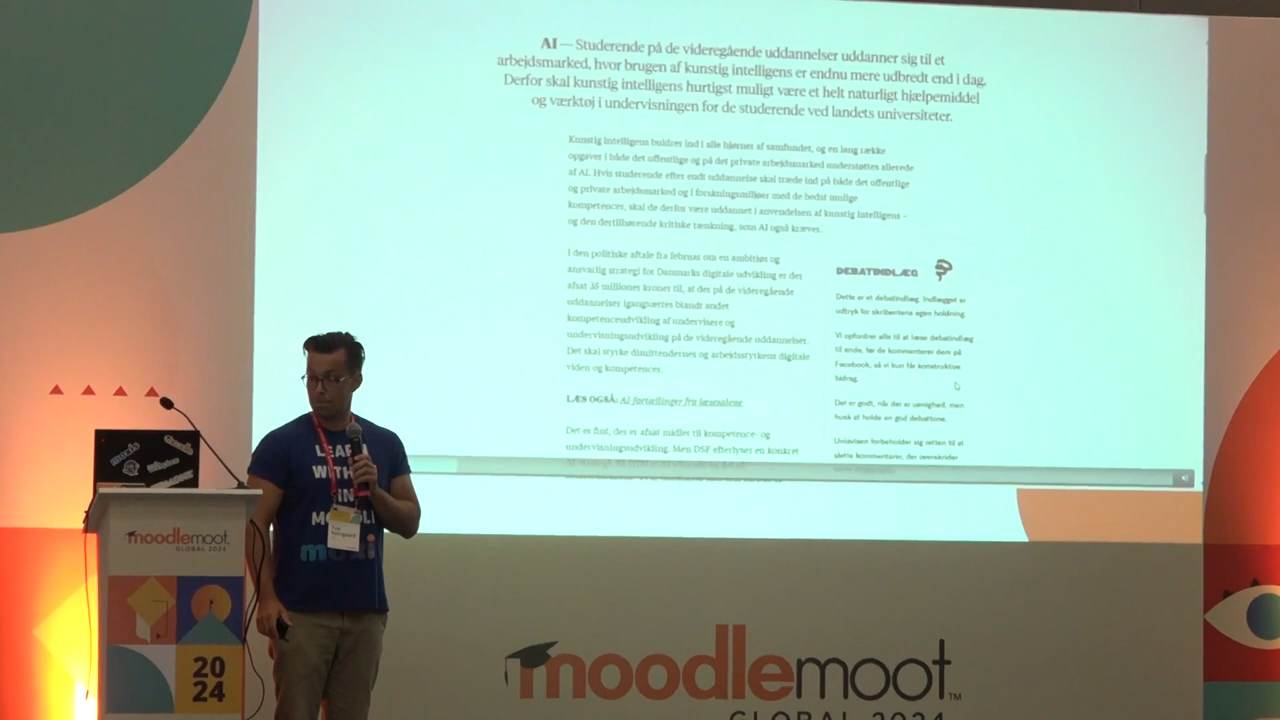 AI — Studerende på de videregående uddannelser uddanner sig til et
arbejdsmarked, hvor brugen af kunstig intelligens er endnu mere udbredt end i dag.
Derfor skal kunstig intelligens hurtigst muligt være et helt naturligt hjælpemiddel
og værktøj i undervisningen for de studerende ved landets universiteter.
Kunstig intelligens buldrer ind i alle hjørner af samfundet, og en lang række
opgaver i både det offentlige og på det private arbejdsmarked understøttes allerede
af AI. Hvis studerende efter endt uddannelse skal træde ind på både det offentlige
og private arbejdsmarked og i forskningsmiljøer med de bedst mulige
kompetencer, skal de derfor være uddannet i anvendelsen af kunstig intelligens –
og den dertilhørende kritiske tænkning, som AI også kræver.
I den politiske aftale fra februar om en ambitiøs og
ansvarlig strategi for Danmarks digitale udvikling er der
afsat 35 millioner kroner til, at der på de videregående
uddannelser igangsættes blandt andet
kompetenceudvikling af undervisere og
undervisningsudvikling på de videregående uddannelser.
Det skal styrke dimittendernes og arbejdsstyrkens digitale
viden og kompetencer.
LÆS OGSÅ: AI-fortællinger fra læsesalene
Det er fint, der er afsat midler til kompetence- og
undervisningsudvikling. Men DSF efterlyser en konkret
DEBATINDLÆG
Dette er et debatindlæg. Indlægget er
udtryk for skribentens egen holdning.
Vi opfordrer alle til at læse debatindlæg
til ende, før de kommenterer dem på
Facebook, så vi kun får konstruktive
bidrag.
Det er godt, når der er uenighed, men
husk at holde en god debattone.
Uniavisen forbeholder sig retten til at
slette kommentarer, der overskrider
LEARN
WITH
IN
moodlemoot
GLOBAL 2024
20
24
moodlemoot™
GLOBAL 2024